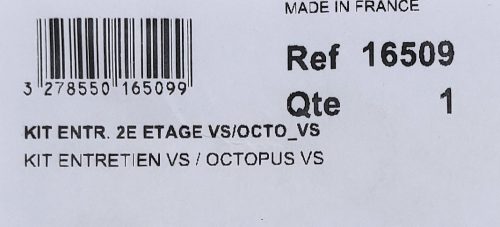 MADE IN FRANCE
Ref 16509
3 278550 165099
Qte 1
KIT ENTR. 2E ETAGE VS/OCTO_VS
KIT ENTRETIEN VS / OCTOPUS VS